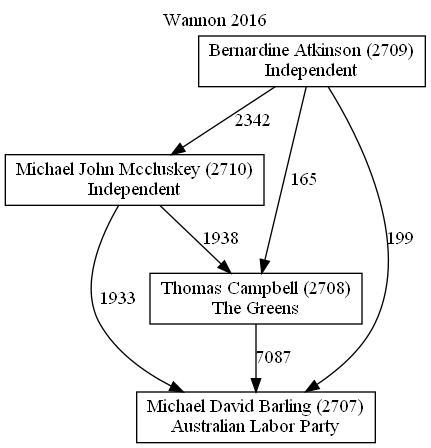 Wannon 2016
Bernardine Atkinson (2709)
Independent
2342
Michael John Mccluskey (2710)
Independent
165
1938
199
1933
Thomas Campbell (2708)
The Greens
7087
Michael David Barling (2707)
Australian Labor Party